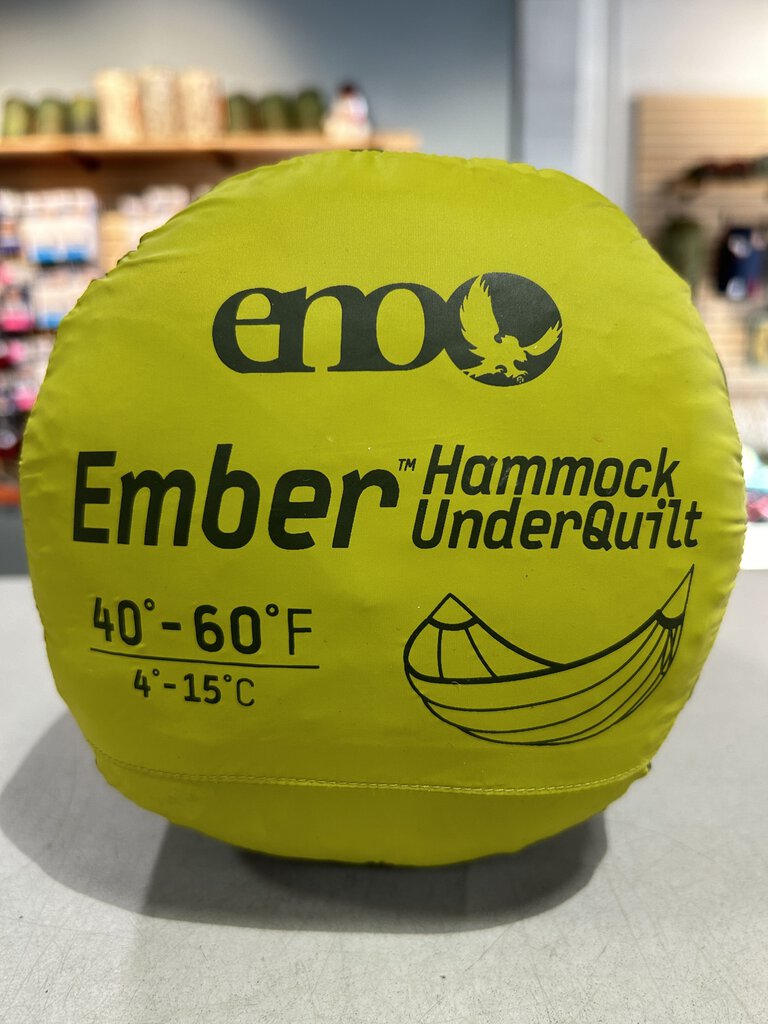 eno
Ember™ Hammock
UnderQuilt
40°-60°F
4°-15°C